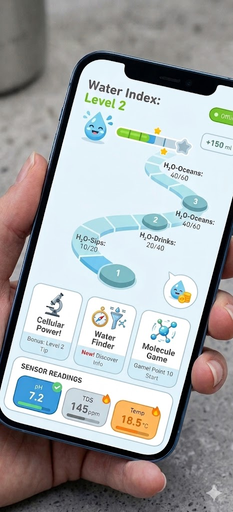 Water Index:
Level 2
+150 ml
H₂O-Oceans:
40/60
3
H₂O-Oceans:
40/60
2
H₂O-Drinks:
20/40
H₂O-Sips:
10/20
1
Cellular
Power!
Bonus: Level 2
Tip
Water
Finder
New! Discover
Info
Molecule
Game
Game! Point 10
Start
SENSOR READINGS
pH
7.2
TDS
145ppm
Temp
18.5°C